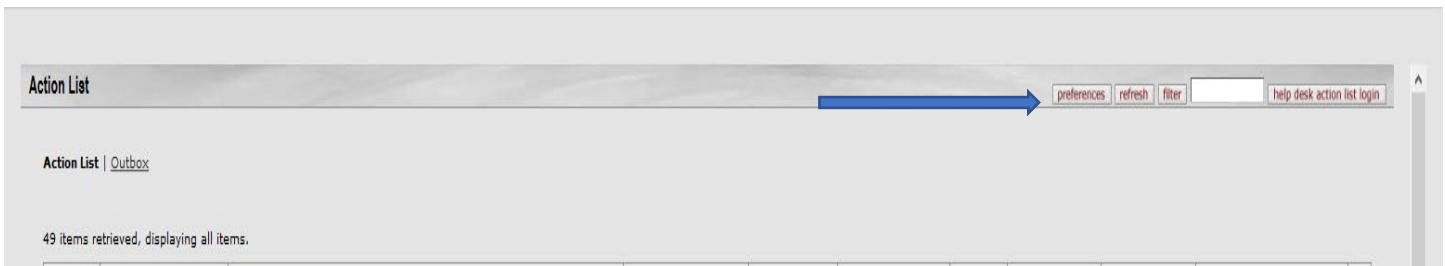 Action List
preferences refresh filter help desk action list login
Action List | Outbox
49 items retrieved, displaying all items.